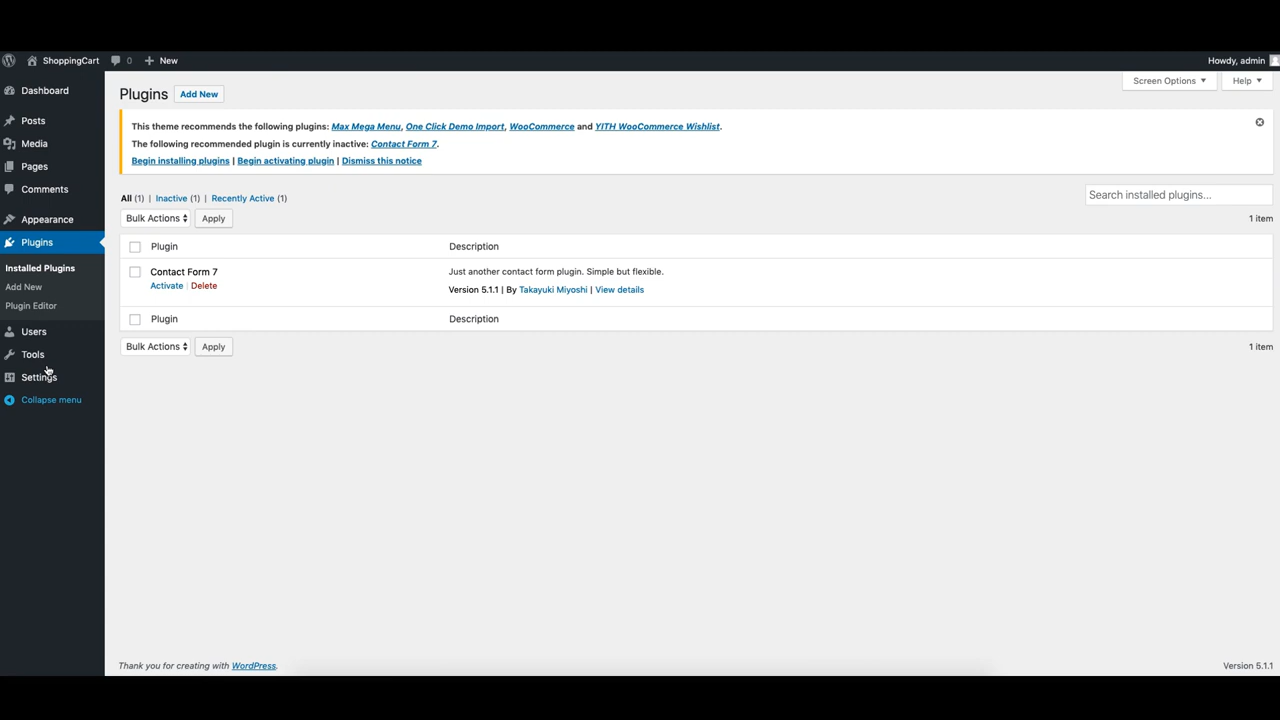 ShoppingCart 0 New Howdy, admin
Dashboard
Posts
Media
Pages
Comments
Appearance
Plugins
Installed Plugins
Add New
Plugin Editor
Users
Tools
Settings
Collapse menu
Screen Options Help
Plugins Add New
This theme recommends the following plugins: Max Mega Menu, One Click Demo Import, WooCommerce and YITH WooCommerce Wishlist.
The following recommended plugin is currently inactive: Contact Form 7.
Begin installing plugins | Begin activating plugin | Dismiss this notice
All (1) | Inactive (1) | Recently Active (1)
Search installed plugins...
Bulk Actions Apply 1 item
Plugin Description
Contact Form 7 Just another contact form plugin. Simple but flexible.
Activate | Delete Version 5.1.1 | By Takayuki Miyoshi | View details
Plugin Description
Bulk Actions Apply 1 item
Thank you for creating with WordPress. Version 5.1.1